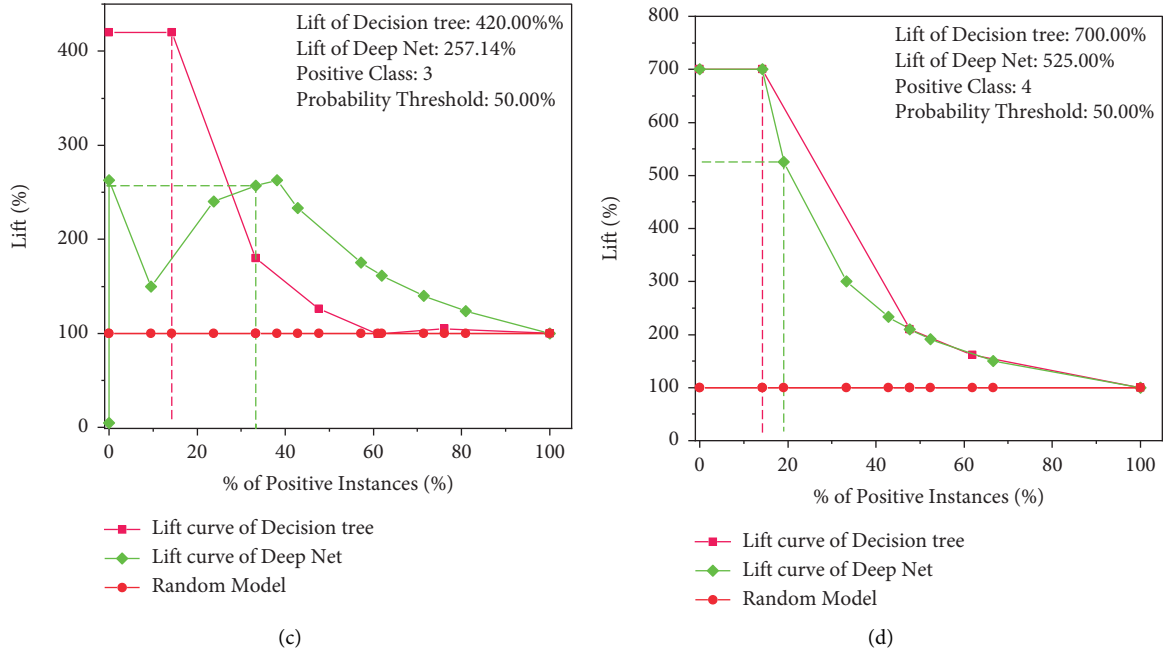 Lift of Decision tree: 420.00%%
Lift of Deep Net: 257.14%
Positive Class: 3
Probability Threshold: 50.00%
400
300
200
100
0
Lift (%)
0 20 40 60 80 100
% of Positive Instances (%)
Lift curve of Decision tree
Lift curve of Deep Net
Random Model
(c)
Lift of Decision tree: 700.00%
Lift of Deep Net: 525.00%
Positive Class: 4
Probability Threshold: 50.00%
800
700
600
500
400
300
200
100
0
Lift (%)
0 20 40 60 80 100
% of Positive Instances (%)
Lift curve of Decision tree
Lift curve of Deep Net
Random Model
(d)